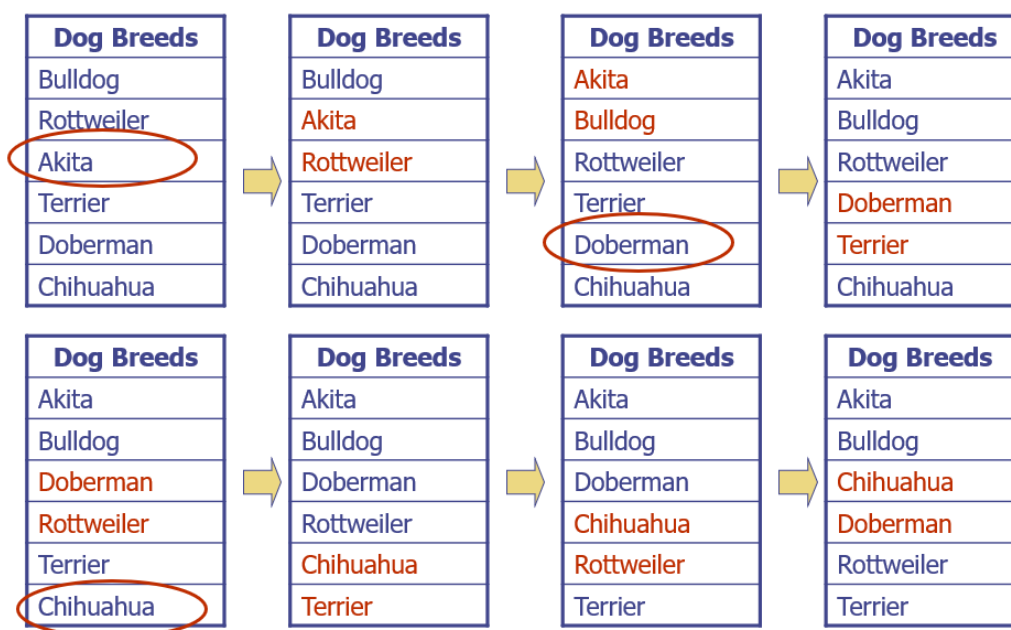 Dog Breeds
Bulldog
Rottweiler
Akita
Terrier
Doberman
Chihuahua
Dog Breeds
Bulldog
Akita
Rottweiler
Terrier
Doberman
Chihuahua
Dog Breeds
Akita
Bulldog
Rottweiler
Terrier
Doberman
Chihuahua
Dog Breeds
Akita
Bulldog
Rottweiler
Doberman
Terrier
Chihuahua
Dog Breeds
Akita
Bulldog
Doberman
Rottweiler
Terrier
Chihuahua
Dog Breeds
Akita
Bulldog
Doberman
Rottweiler
Chihuahua
Terrier
Dog Breeds
Akita
Bulldog
Doberman
Chihuahua
Rottweiler
Terrier
Dog Breeds
Akita
Bulldog
Chihuahua
Doberman
Rottweiler
Terrier